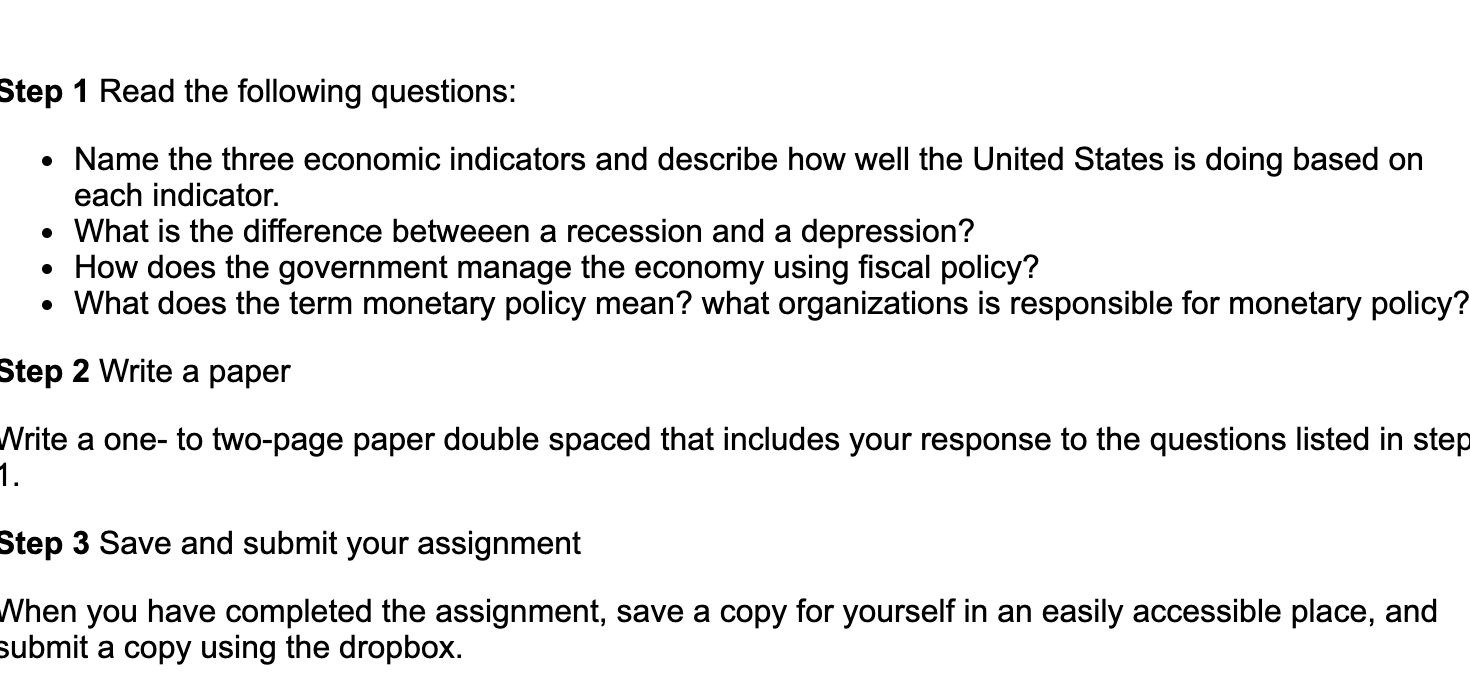 Step 1 Read the following questions:
• Name the three economic indicators and describe how well the United States is doing based on
each indicator.
• What is the difference betweeen a recession and a depression?
• How does the government manage the economy using fiscal policy?
• What does the term monetary policy mean? what organizations is responsible for monetary policy?
Step 2 Write a paper
Write a one- to two-page paper double spaced that includes your response to the questions listed in step
1.
Step 3 Save and submit your assignment
When you have completed the assignment, save a copy for yourself in an easily accessible place, and
submit a copy using the dropbox.